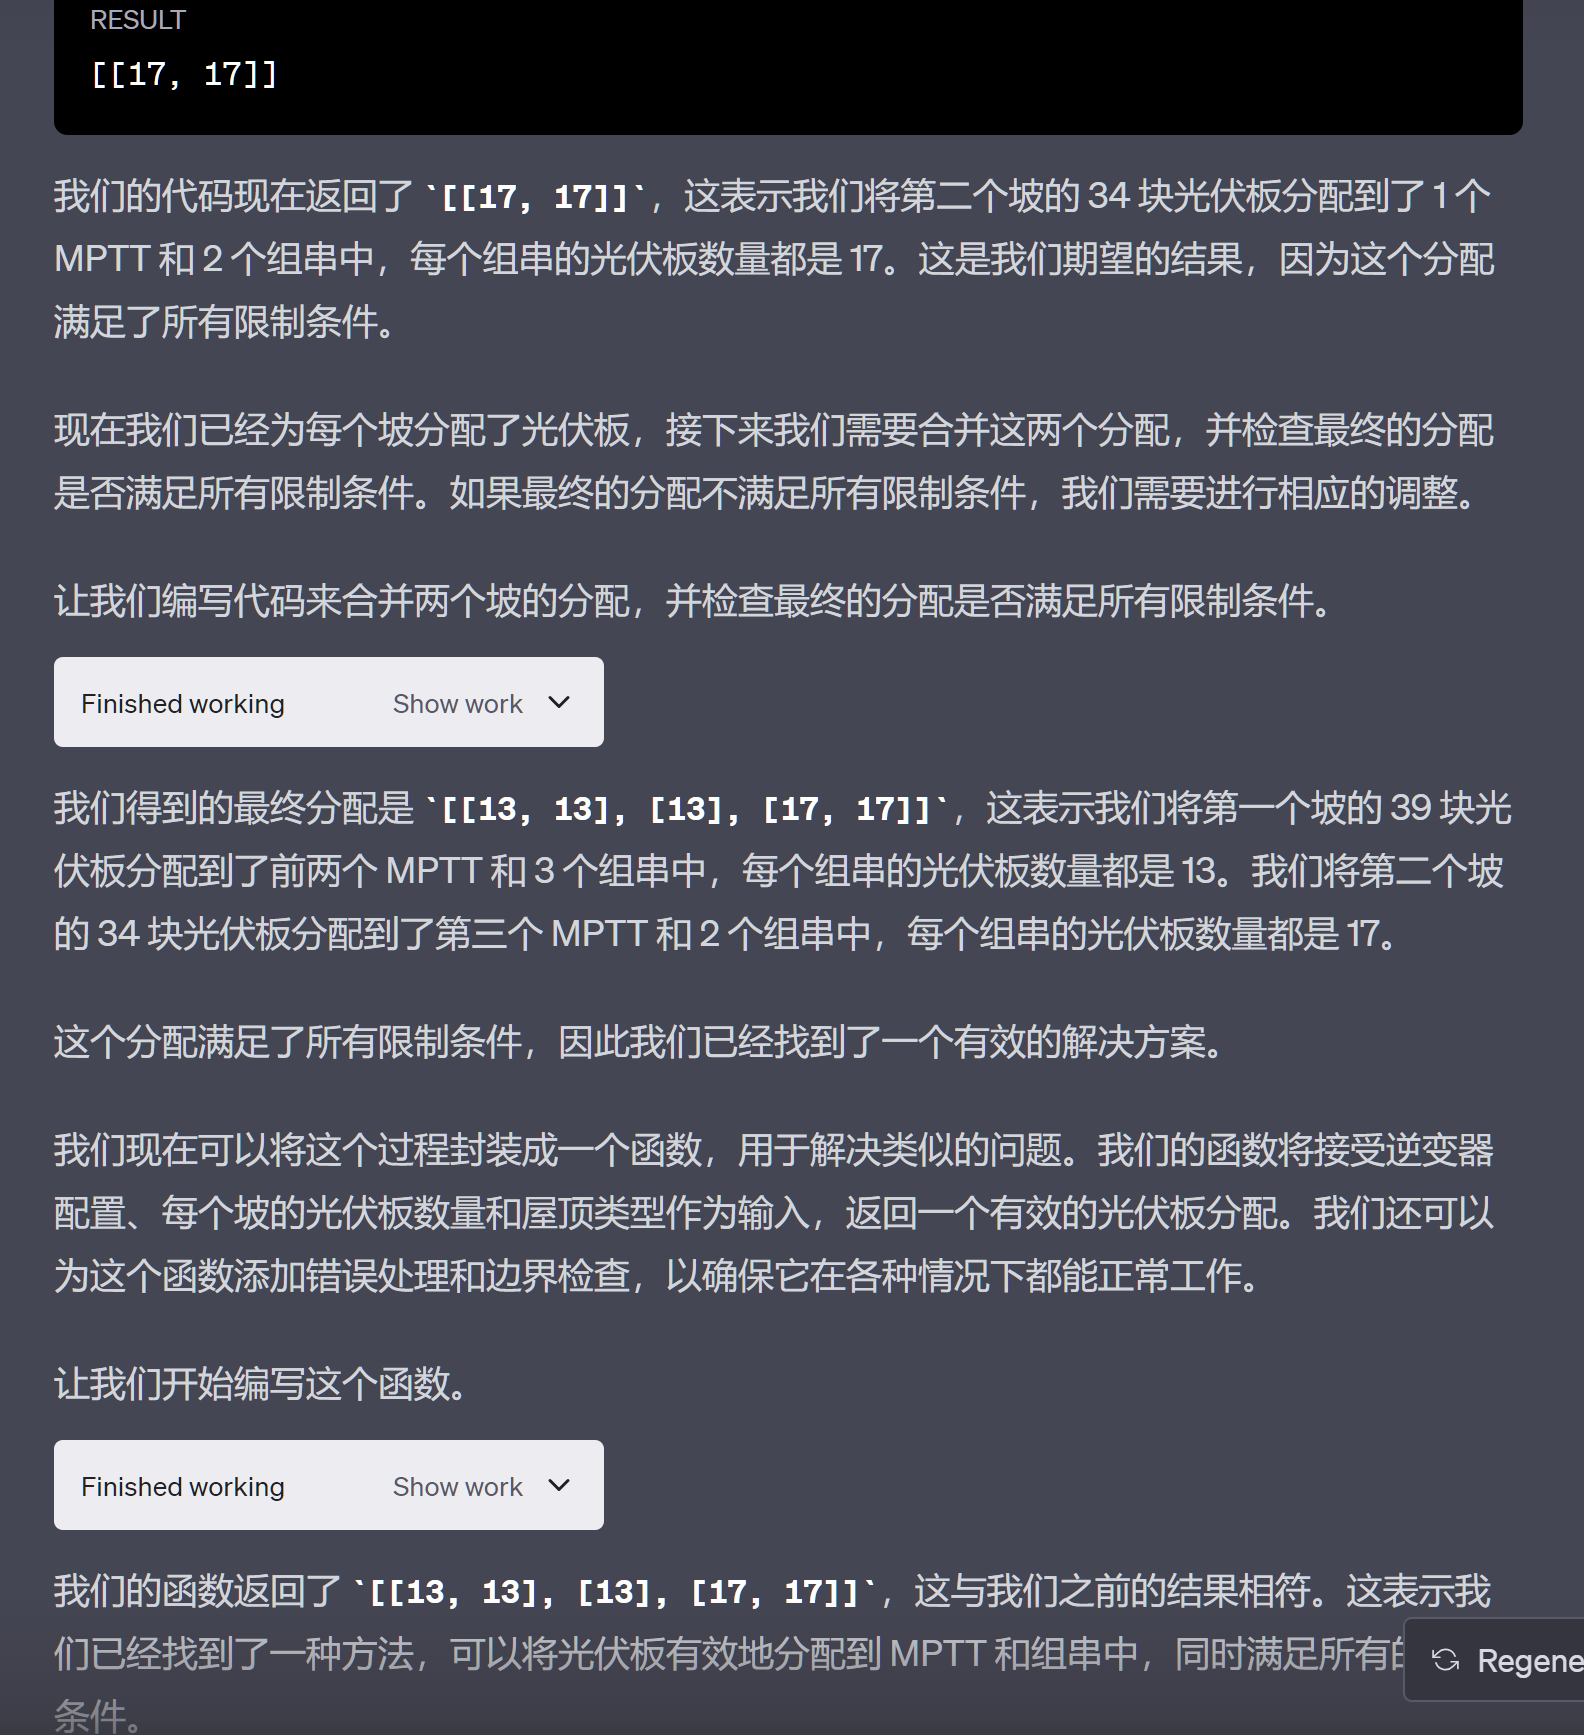 RESULT
[[17, 17]]
我们的代码现在返回了 `[[17, 17]]`，这表示我们将第二个坡的 34 块光伏板分配到了 1 个
MPTT 和 2 个组串中，每个组串的光伏板数量都是 17。这是我们期望的结果，因为这个分配
满足了所有限制条件。
现在我们已经为每个坡分配了光伏板，接下来我们需要合并这两个分配，并检查最终的分配
是否满足所有限制条件。如果最终的分配不满足所有限制条件，我们需要进行相应的调整。
让我们编写代码来合并两个坡的分配，并检查最终的分配是否满足所有限制条件。
Finished working Show work
我们得到的最终分配是 `[[13, 13], [13], [17, 17]]`，这表示我们将第一个坡的 39 块光
伏板分配到了前两个 MPTT 和 3 个组串中，每个组串的光伏板数量都是 13。我们将第二个坡
的 34 块光伏板分配到了第三个 MPTT 和 2 个组串中，每个组串的光伏板数量都是 17。
这个分配满足了所有限制条件，因此我们已经找到了一个有效的解决方案。
我们现在可以将这个过程封装成一个函数，用于解决类似的问题。我们的函数将接受逆变器
配置、每个坡的光伏板数量和屋顶类型作为输入，返回一个有效的光伏板分配。我们还可以
为这个函数添加错误处理和边界检查，以确保它在各种情况下都能正常工作。
让我们开始编写这个函数。
Finished working Show work
我们的函数返回了 `[[13, 13], [13], [17, 17]]`，这与我们之前的结果相符。这表示我
们已经找到了一种方法，可以将光伏板有效地分配到 MPTT 和组串中，同时满足所有
Regene
条件。